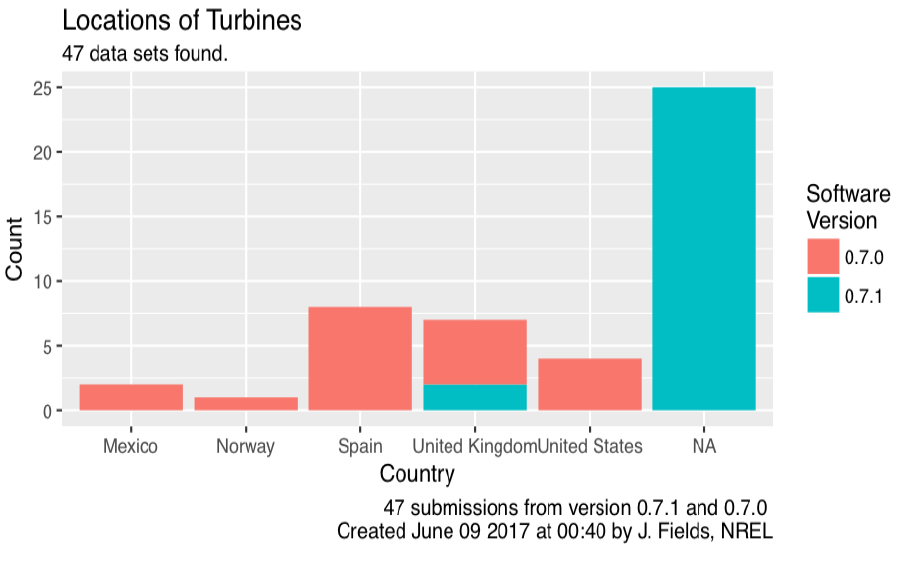 Locations of Turbines
47 data sets found.
25
20
15
10
5
0
Count
Mexico Norway Spain United Kingdom United States NA
Country
Software
Version
0.7.0
0.7.1
47 submissions from version 0.7.1 and 0.7.0
Created June 09 2017 at 00:40 by J. Fields, NREL